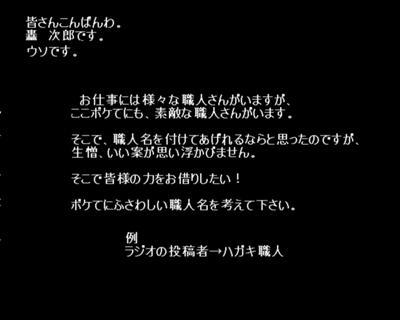 皆さんこんばんわ。
轟　次郎です。
ウソです。
お仕事には様々な職人さんがいますが、
ここボケてにも、素敵な職人さんがいます。
そこで、職人名を付けてあげれるならと思ったのですが、
生憎、いい案が思い浮かびません。
そこで皆様の力をお借りしたい！
ボケてにふさわしい職人名を考えて下さい。
例
ラジオの投稿者→ハガキ職人